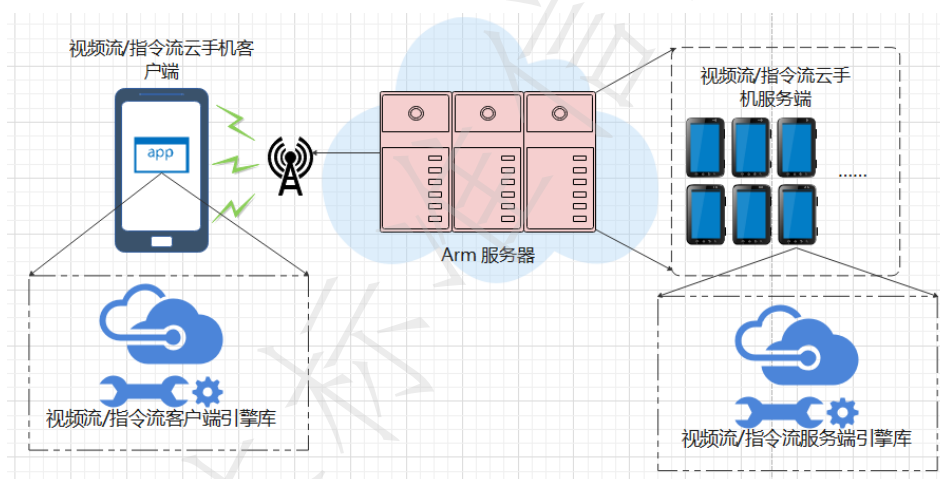 视频流/指令流云手机客
户端
app
Arm 服务器
视频流/指令流云手
机服务端
......
视频流/指令流客户端引擎库
视频流/指令流服务端引擎库